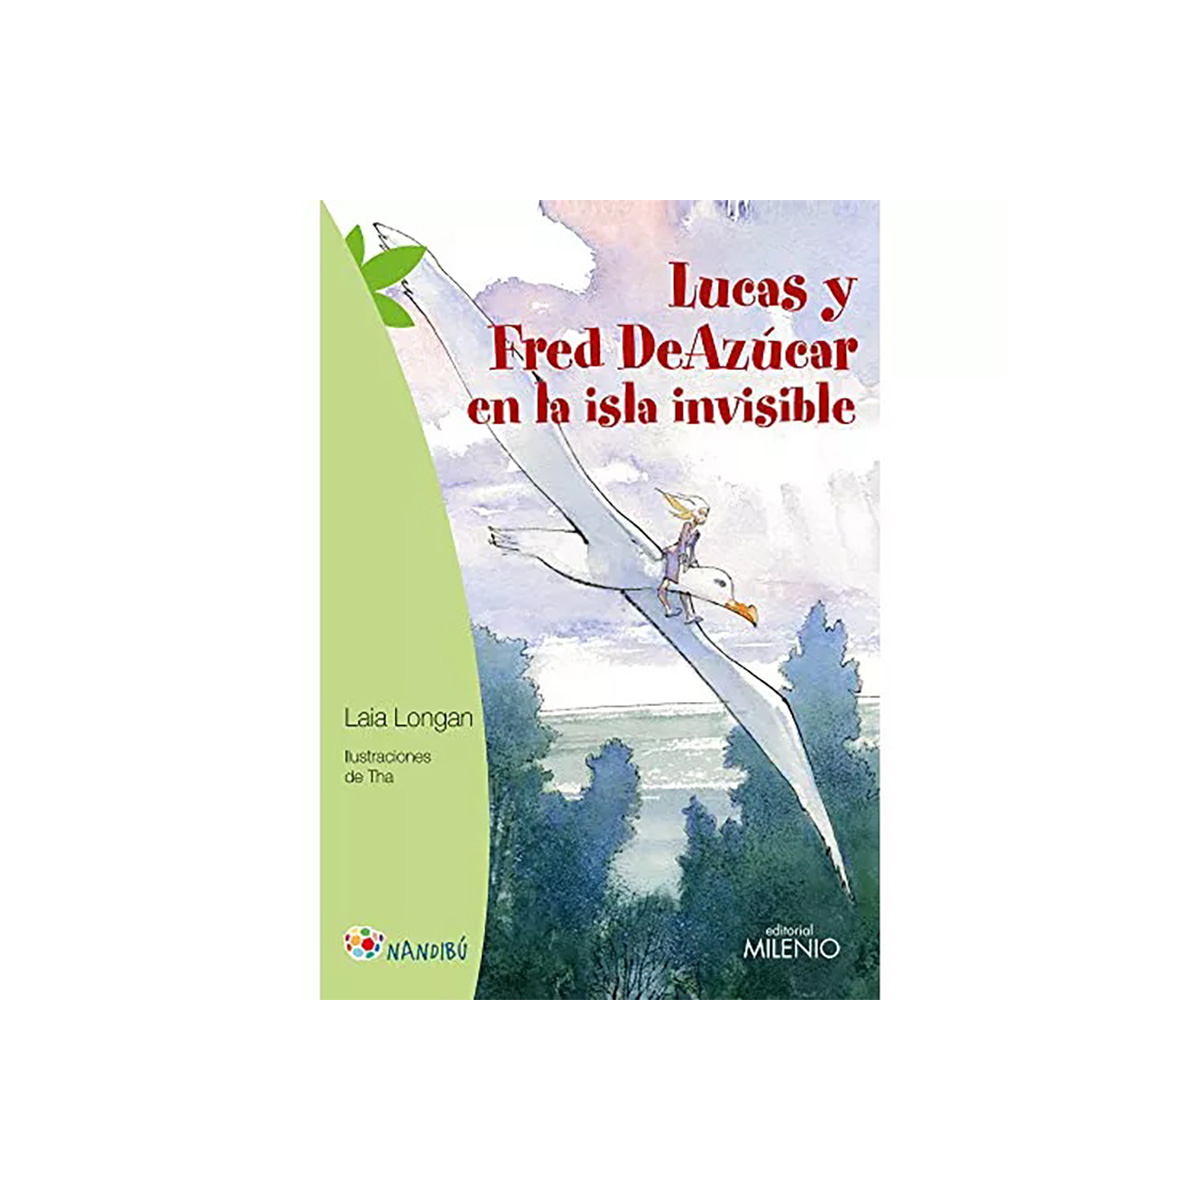 Lucas y
Fred DeAzúcar
en la isla invisible
Laia Longan
Ilustraciones
de Tha
NANDIBÚ
editorial
MILENIO